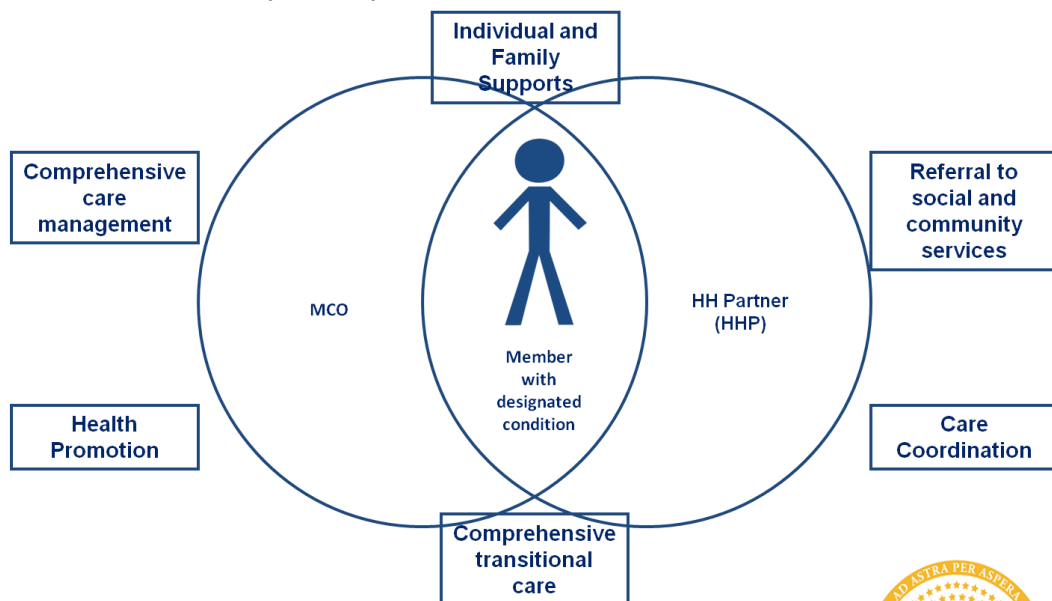 Individual and
Family
Supports
Comprehensive
care
management
Referral to
social and
community
services
MCO
HH Partner
(HHP)
Member
with
designated
condition
Health
Promotion
Care
Coordination
Comprehensive
transitional
care
AD ASTRA PER ASPERA